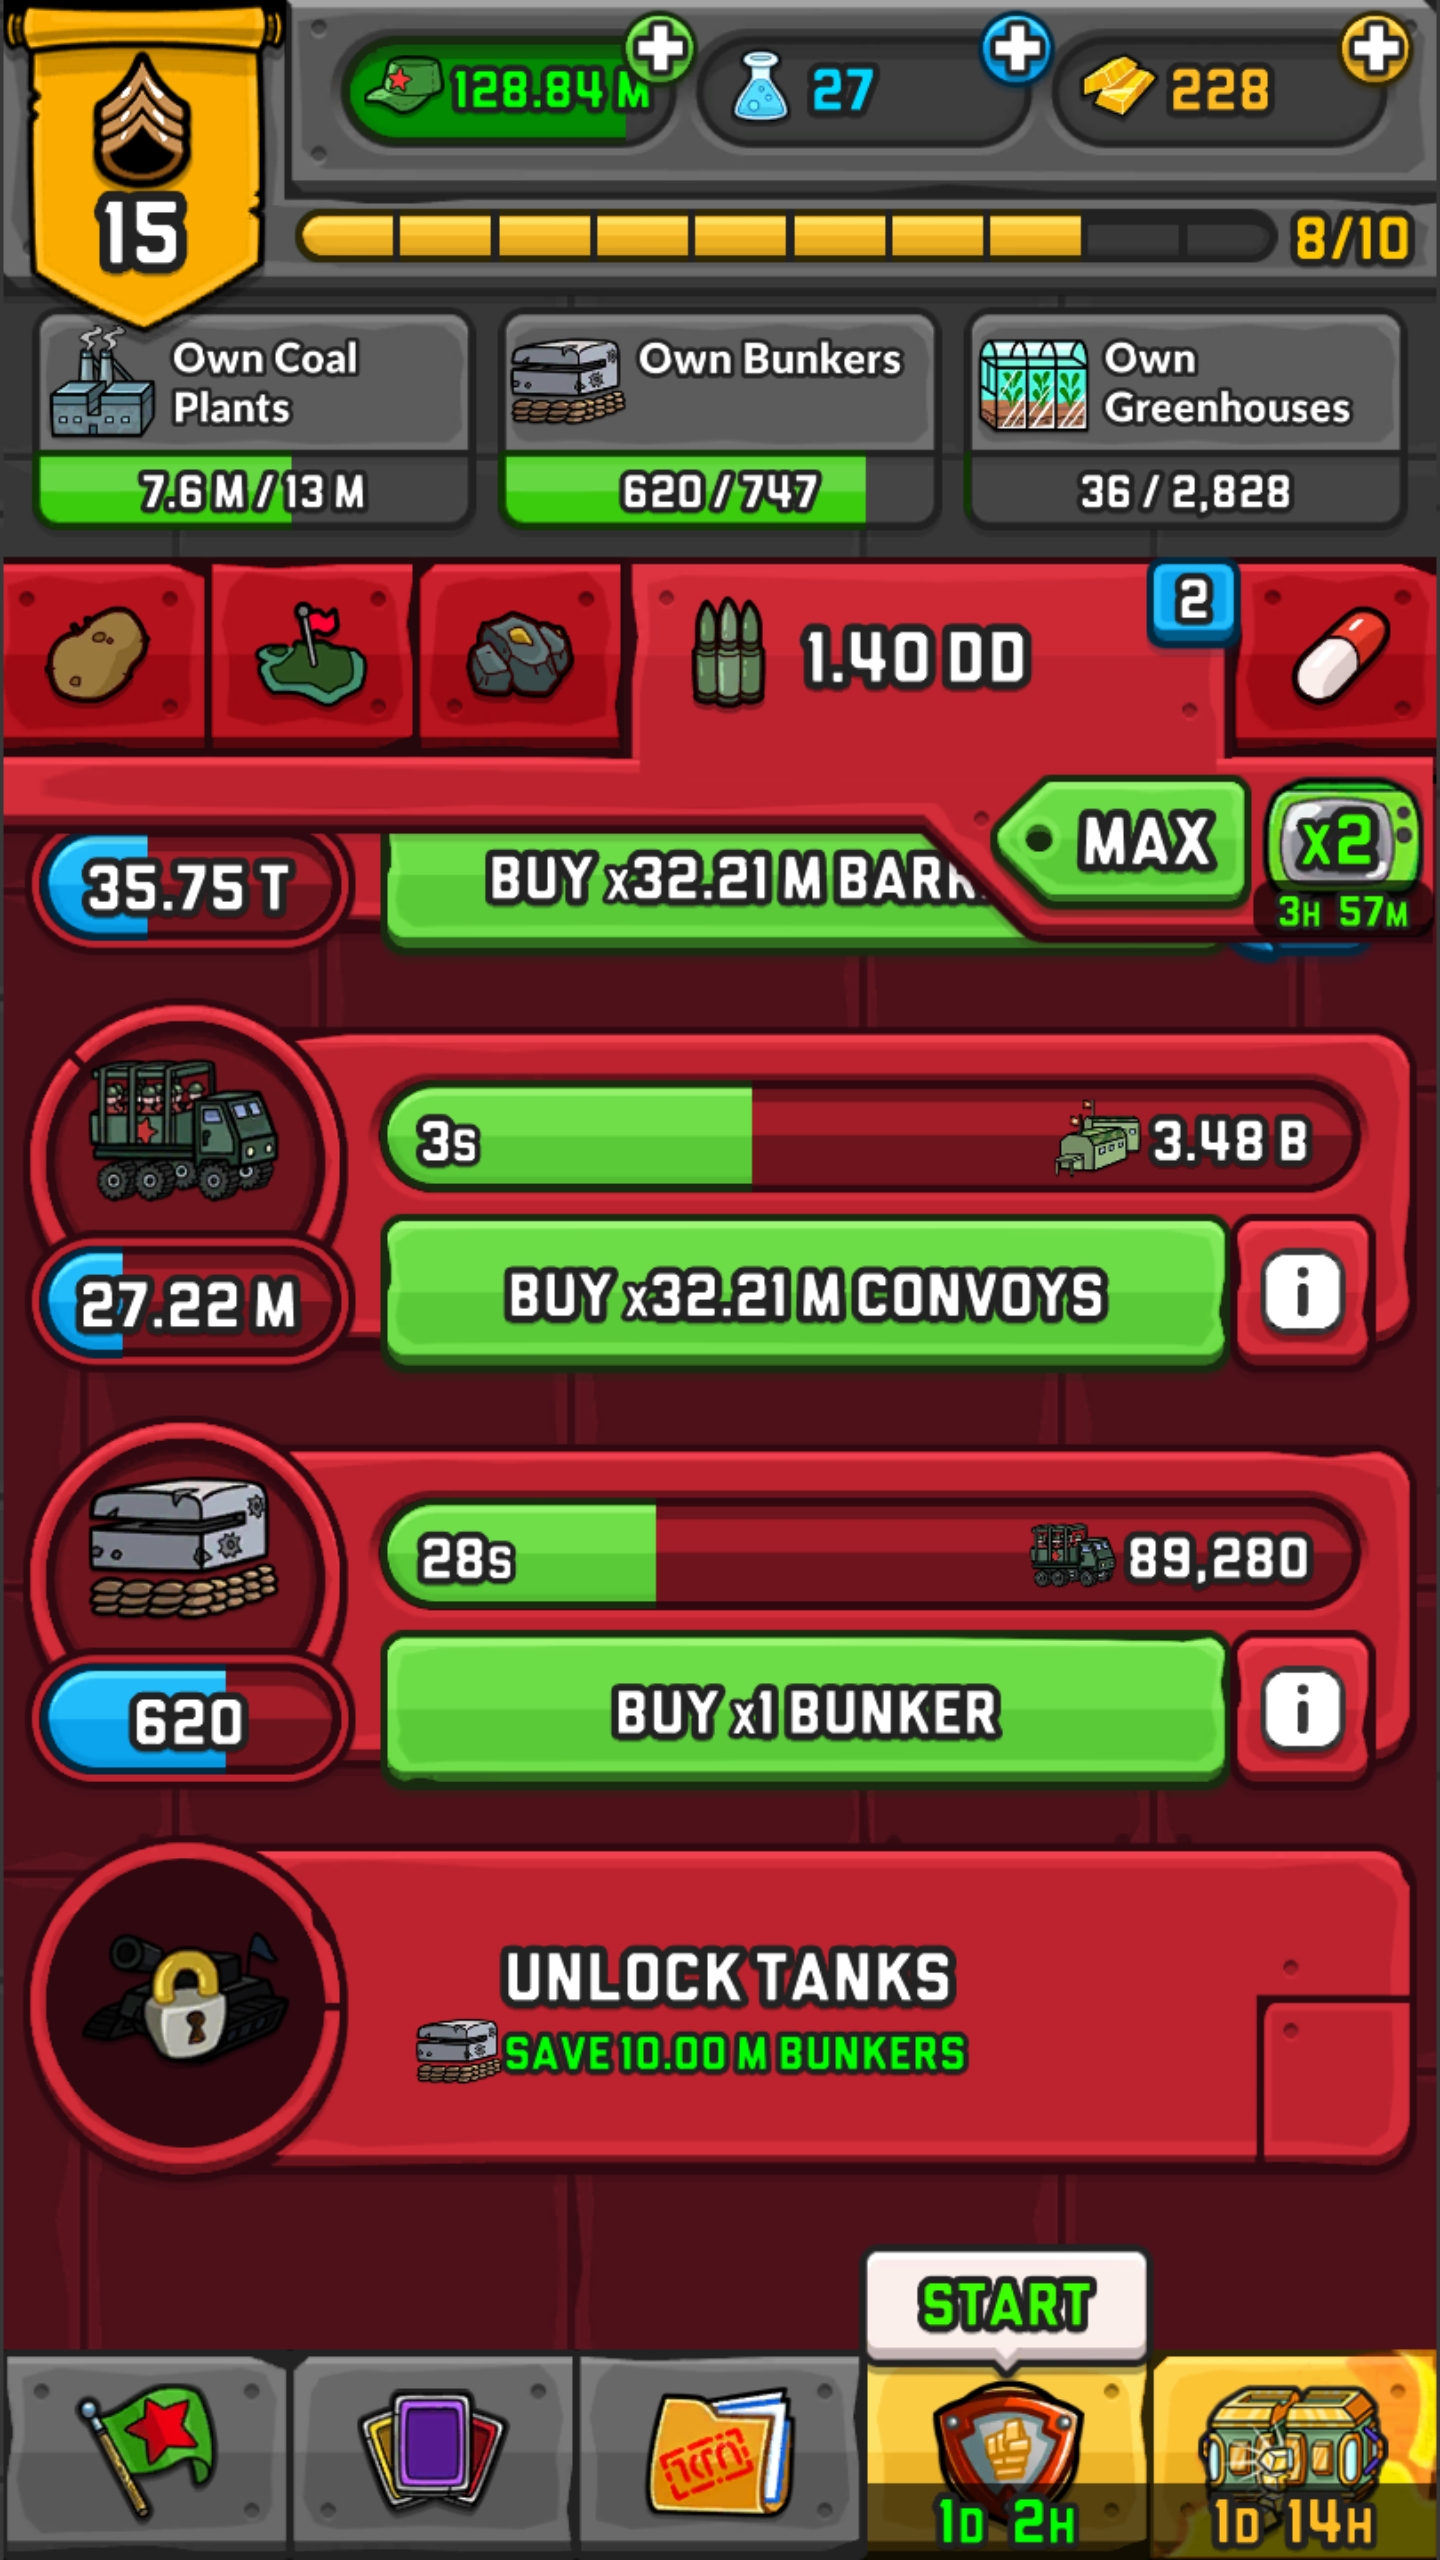 15
128.84 M
27
228
8/10
Own Coal
Plants
7.6 M / 13 M
Own Bunkers
620 / 747
Own
Greenhouses
36 / 2,828
1.40 DD
2
MAX
x2
3H 57M
35.75 T
BUY x32.21 M
3s
3.48 B
27.22 M
BUY x32.21 M CONVOYS
i
28s
89,280
620
BUY x1 BUNKER
i
UNLOCK TANKS
SAVE 10.00 M BUNKERS
START
1D 2H
1D 14H